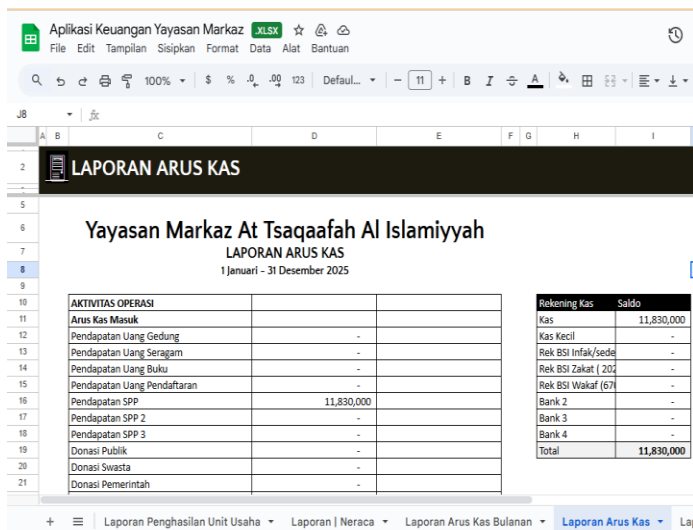 Aplikasi Keuangan Yayasan Markaz .XLSX
File Edit Tampilan Sisipkan Format Data Alat Bantuan
100% $ % .0 .00 123 Defaul... − 11 + B I A
J8 fx
A B C D E F G H I
2 LAPORAN ARUS KAS
5
6 Yayasan Markaz At Tsaqaafah Al Islamiyyah
7 LAPORAN ARUS KAS
8 1 Januari - 31 Desember 2025
9
10 AKTIVITAS OPERASI Rekening Kas Saldo
11 Arus Kas Masuk Kas 11,830,000
12 Pendapatan Uang Gedung - Kas Kecil -
13 Pendapatan Uang Seragam - Rek BSI Infak/sede -
14 Pendapatan Uang Buku - Rek BSI Zakat ( 202 -
15 Pendapatan Uang Pendaftaran - Rek BSI Wakaf (67 -
16 Pendapatan SPP 11,830,000 Bank 2 -
17 Pendapatan SPP 2 - Bank 3 -
18 Pendapatan SPP 3 - Bank 4 -
19 Donasi Publik - Total 11,830,000
20 Donasi Swasta -
21 Donasi Pemerintah -
+ Laporan Penghasilan Unit Usaha Laporan | Neraca Laporan Arus Kas Bulanan Laporan Arus Kas